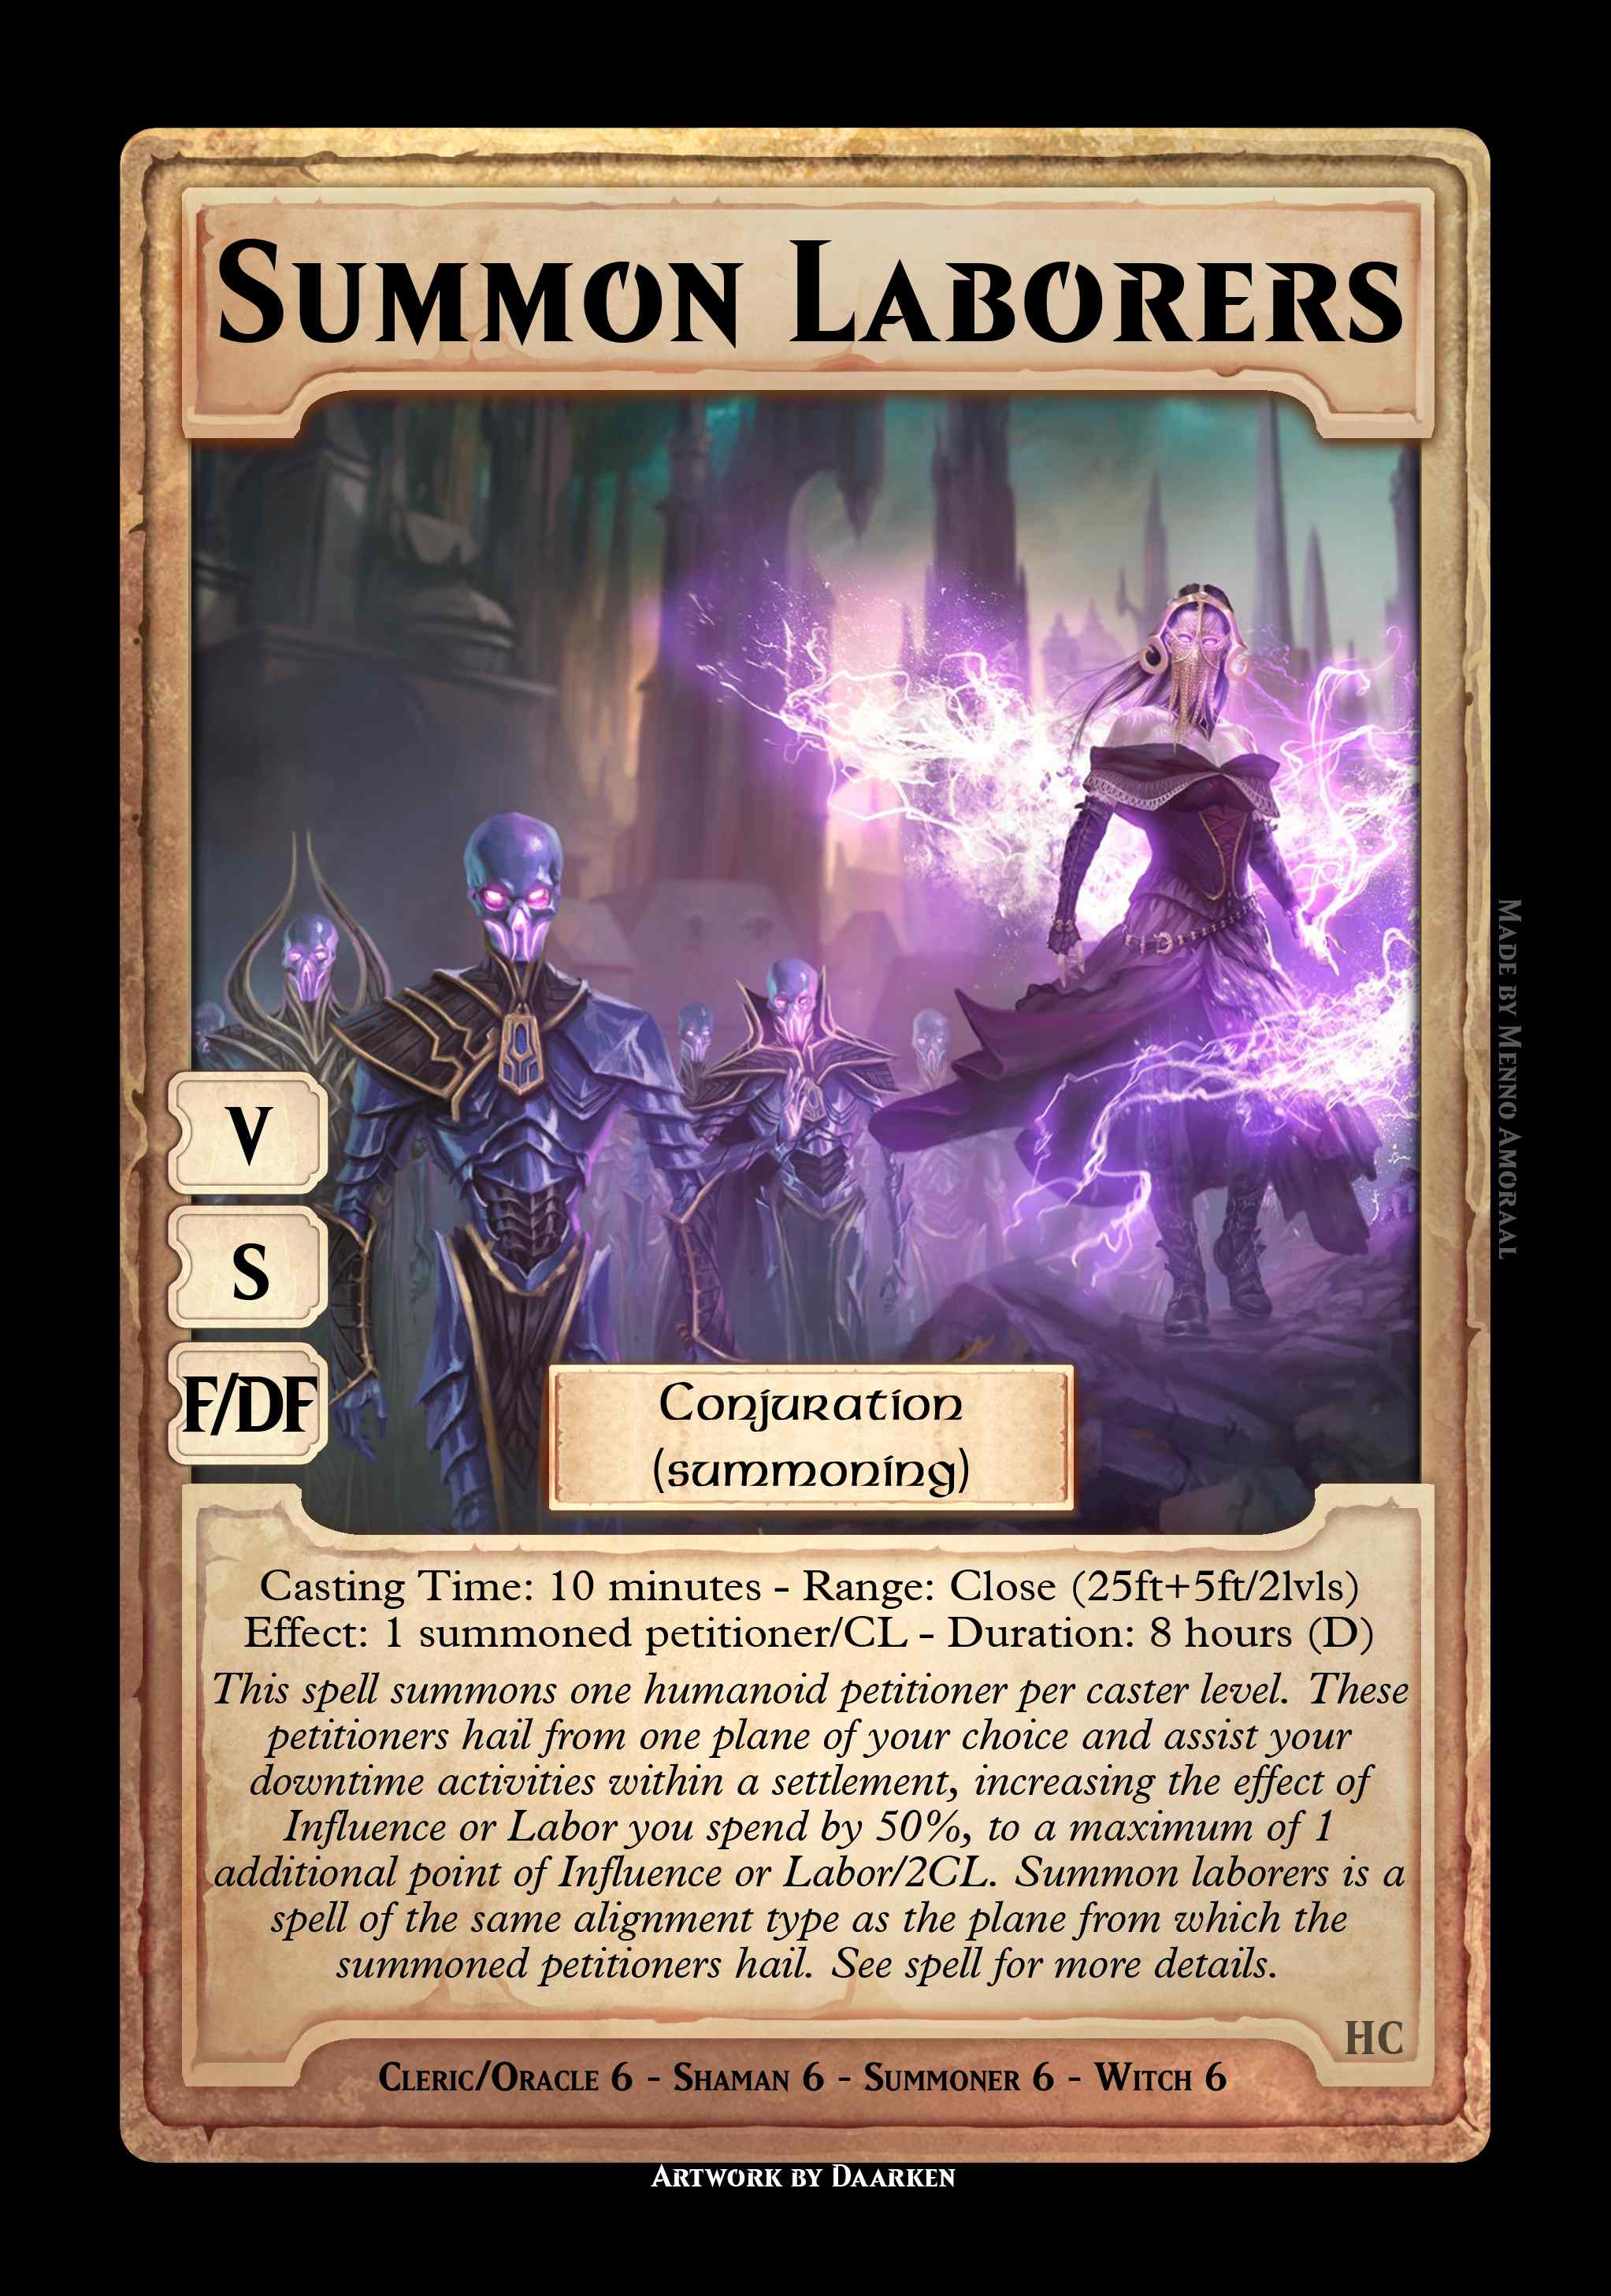 Summon Laborers
V
S
F/DF
Conjuration
(summoning)
Casting Time: 10 minutes - Range: Close (25ft+5ft/2lvls)
Effect: 1 summoned petitioner/CL - Duration: 8 hours (D)
This spell summons one humanoid petitioner per caster level. These
petitioners hail from one plane of your choice and assist your
downtime activities within a settlement, increasing the effect of
Influence or Labor you spend by 50%, to a maximum of 1
additional point of Influence or Labor/2CL. Summon laborers is a
spell of the same alignment type as the plane from which the
summoned petitioners hail. See spell for more details.
HC
Cleric/Oracle 6 - Shaman 6 - Summoner 6 - Witch 6
Artwork by Daarken
Made by Menno Amoraal